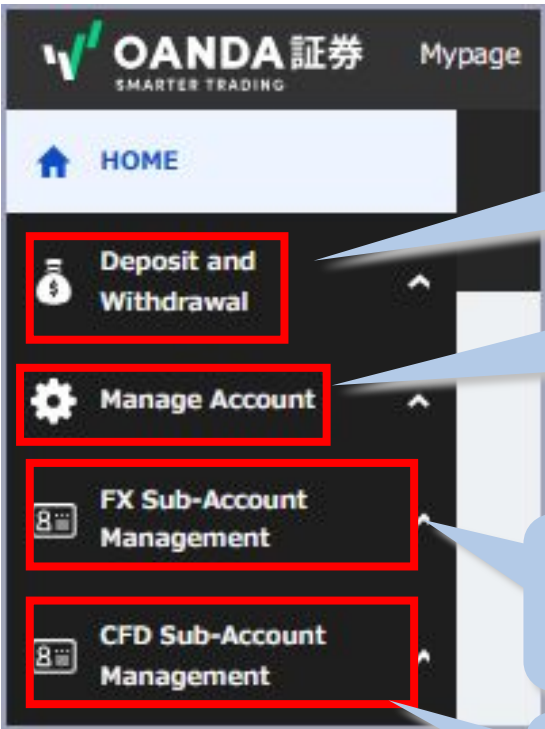 OANDA証券 Mypage
SMARTER TRADING
HOME
Deposit and
Withdrawal
Manage Account
FX Sub-Account
Management
CFD Sub-Account
Management